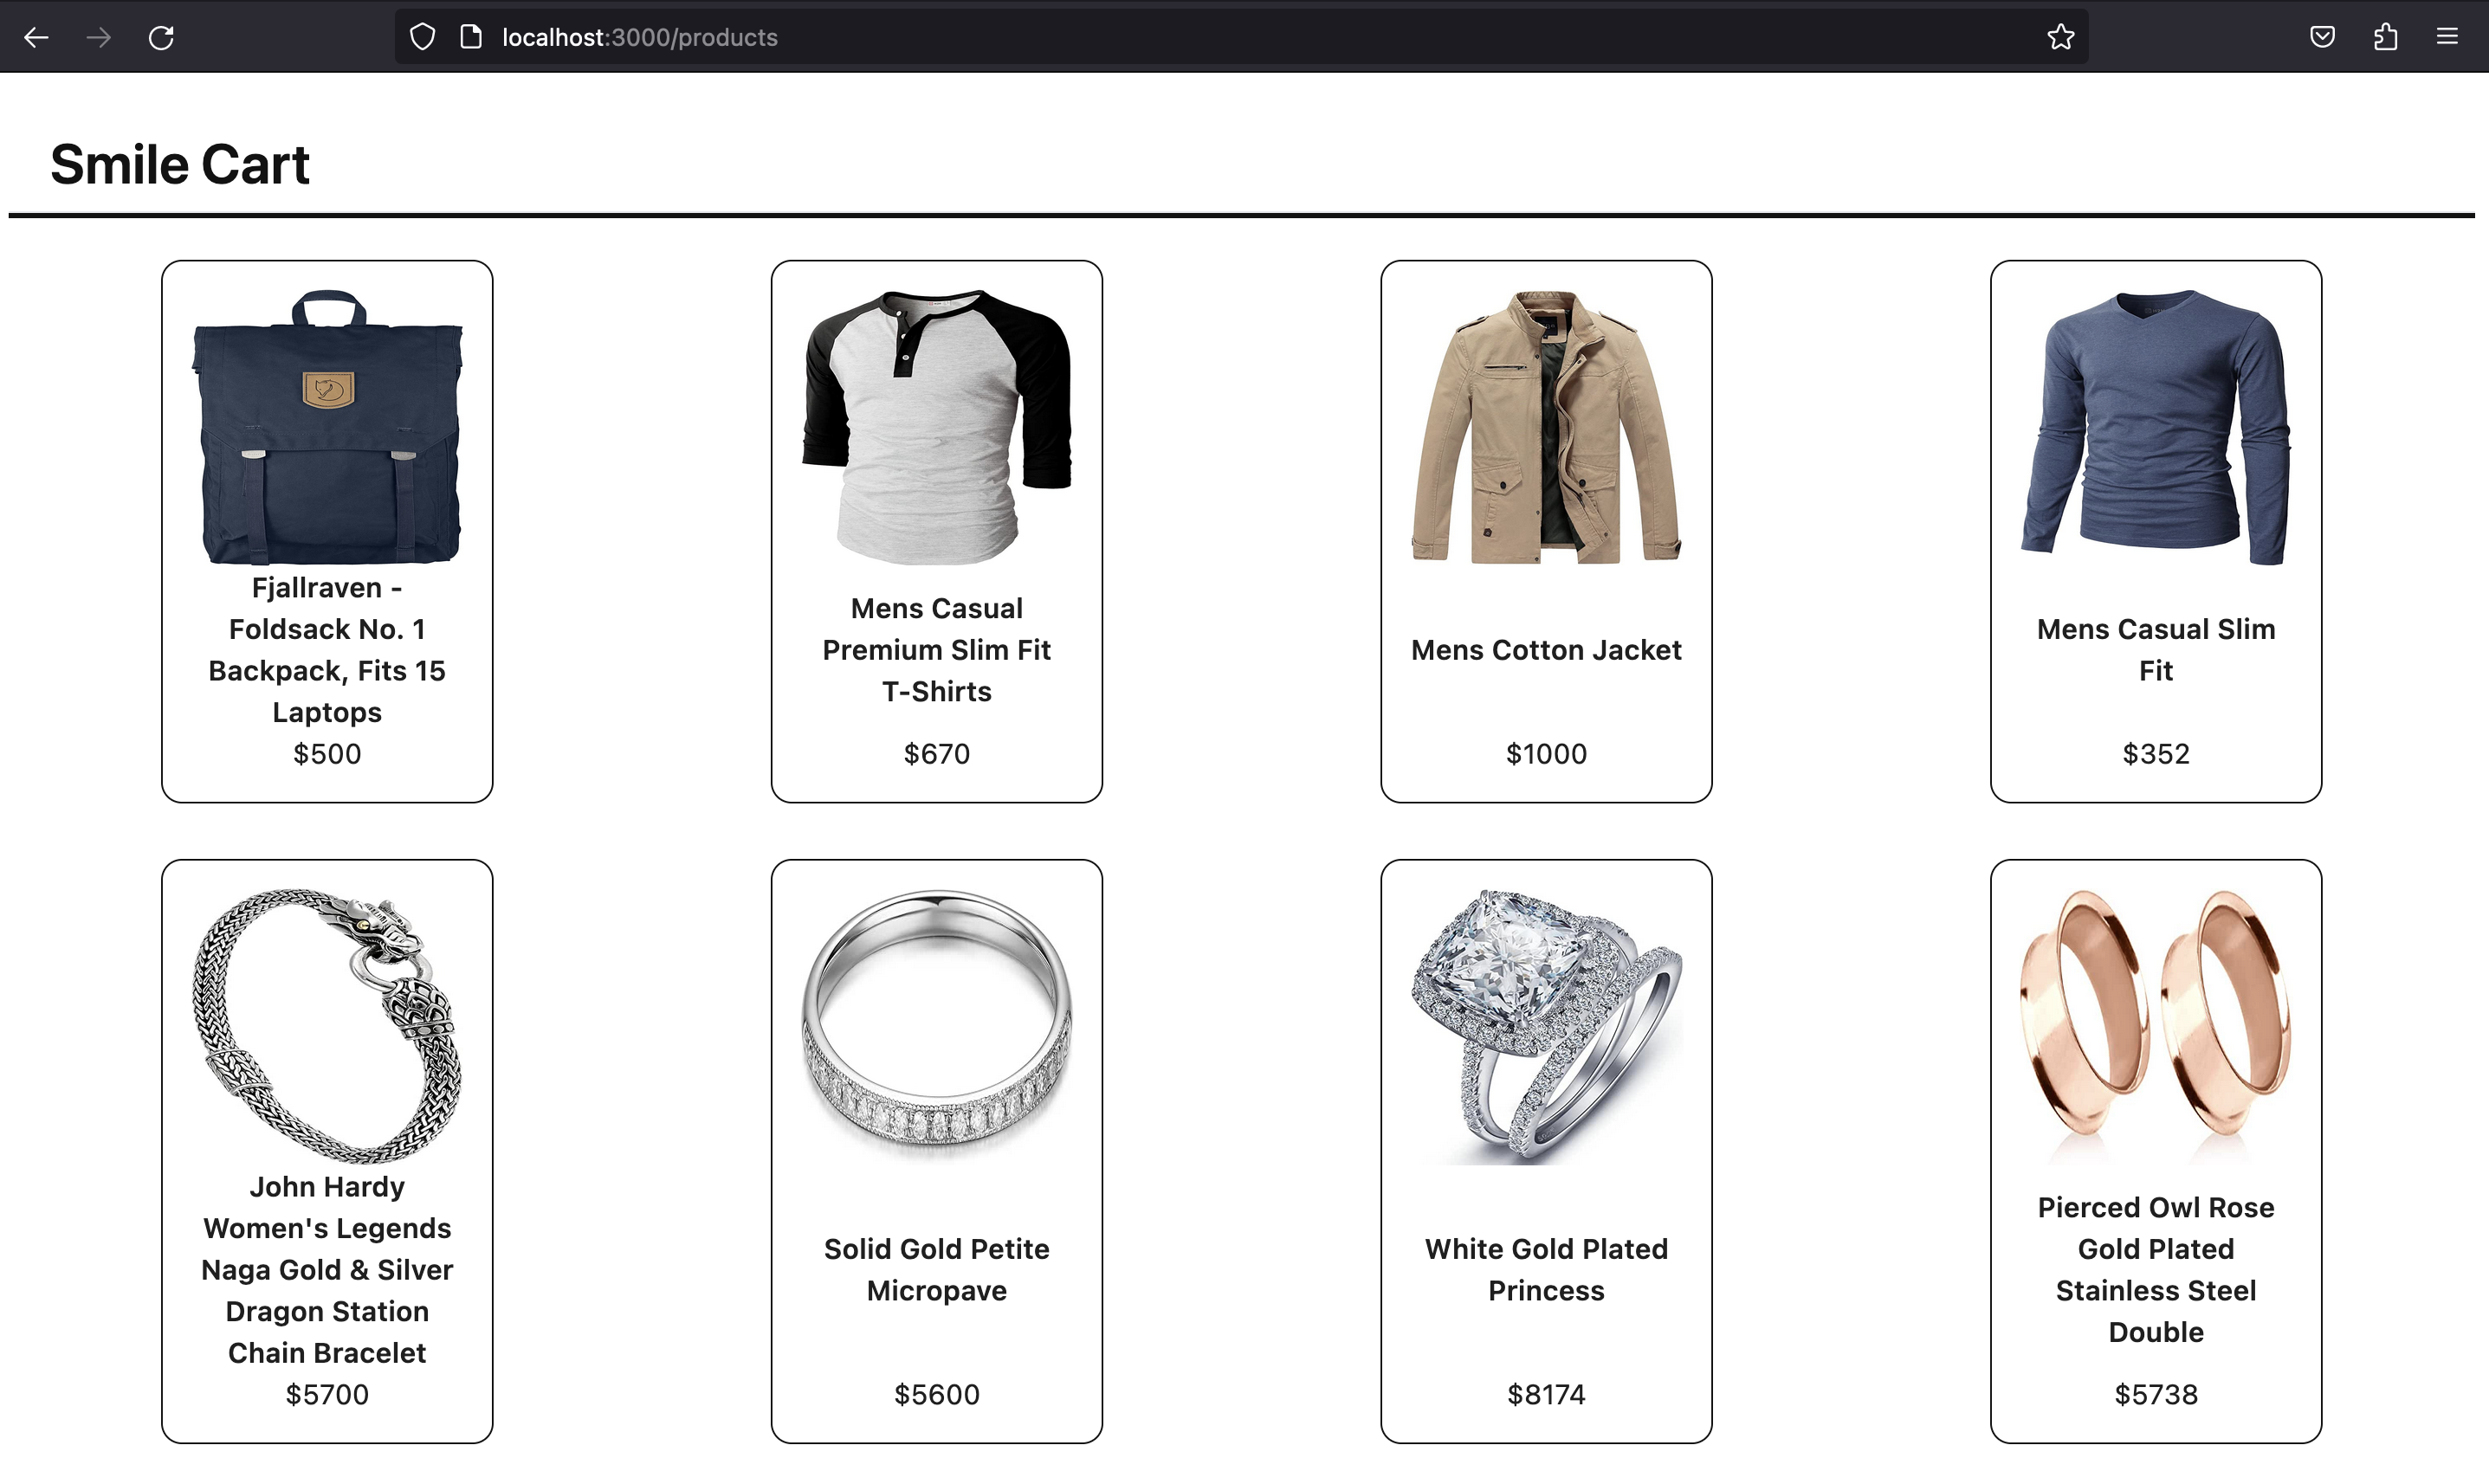 localhost:3000/products
Smile Cart
Fjallraven -
Foldsack No. 1
Backpack, Fits 15
Laptops
$500
Mens Casual
Premium Slim Fit
T-Shirts
$670
Mens Cotton Jacket
$1000
Mens Casual Slim
Fit
$352
John Hardy
Women's Legends
Naga Gold & Silver
Dragon Station
Chain Bracelet
$5700
Solid Gold Petite
Micropave
$5600
White Gold Plated
Princess
$8174
Pierced Owl Rose
Gold Plated
Stainless Steel
Double
$5738